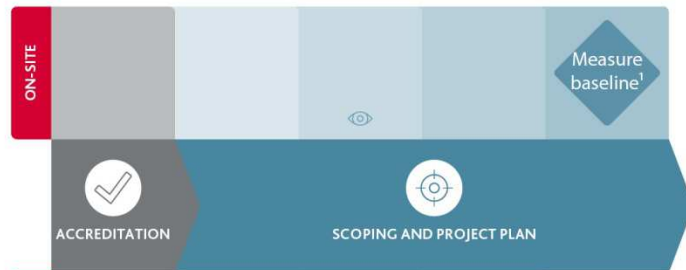 ON-SITE
Measure
baseline¹
ACCREDITATION
SCOPING AND PROJECT PLAN